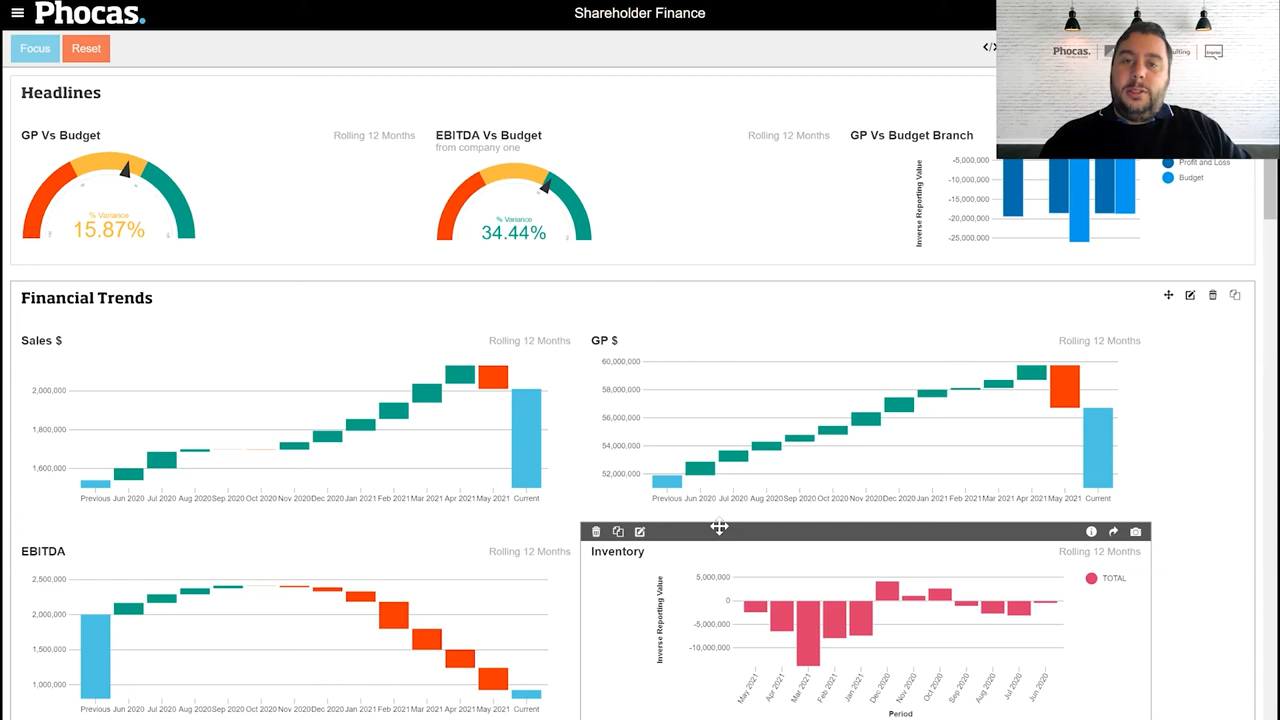 Phocas.
Shareholder Finance
Focus
Reset
</>
Phocas.
Headlines
GP Vs Budget
Rolling 12 Months
% Variance
15.87%
EBITDA Vs Budget
from company one
Rolling 12 Months
% Variance
34.44%
GP Vs Budget Branch
Inverse Reporting Value
-5,000,000
-10,000,000
-15,000,000
-20,000,000
-25,000,000
Profit and Loss
Budget
Financial Trends
Sales $
Rolling 12 Months
2,000,000
1,800,000
1,600,000
Previous Jun 2020 Jul 2020 Aug 2020 Sep 2020 Oct 2020 Nov 2020 Dec 2020 Jan 2021 Feb 2021 Mar 2021 Apr 2021 May 2021 Current
GP $
Rolling 12 Months
60,000,000
58,000,000
56,000,000
54,000,000
52,000,000
Previous Jun 2020 Jul 2020 Aug 2020 Sep 2020 Oct 2020 Nov 2020 Dec 2020 Jan 2021 Feb 2021 Mar 2021 Apr 2021 May 2021 Current
EBITDA
Rolling 12 Months
2,500,000
2,000,000
1,500,000
1,000,000
Previous Jun 2020 Jul 2020 Aug 2020 Sep 2020 Oct 2020 Nov 2020 Dec 2020 Jan 2021 Feb 2021 Mar 2021 Apr 2021 May 2021 Current
Inventory
Rolling 12 Months
Inverse Reporting Value
5,000,000
0
-5,000,000
-10,000,000
TOTAL
Feb 2021 Jan 2021 Dec 2020 Nov 2020 Oct 2020 Sep 2020 Aug 2020 Jul 2020 Jun 2020
Period